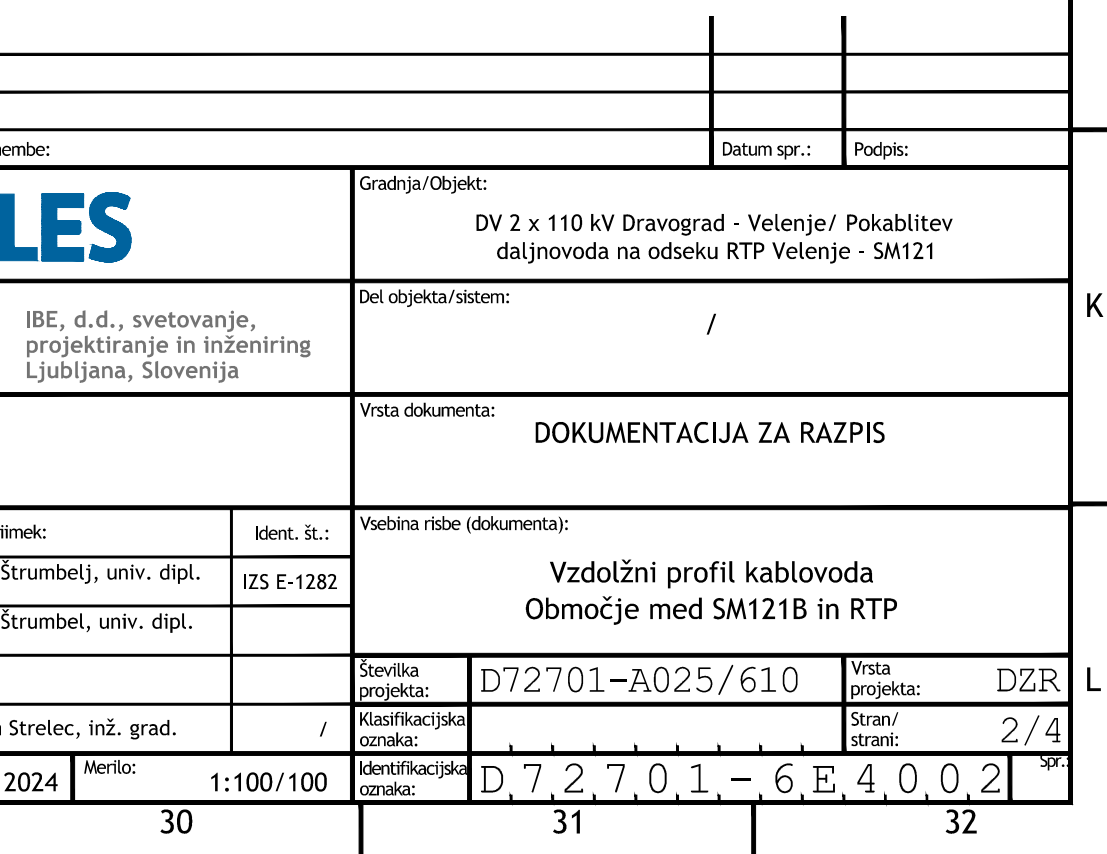 Datum spr.:
Podpis:
LES
Gradnja/Objekt:
DV 2 x 110 kV Dravograd - Velenje/ Pokablitev
daljnovoda na odseku RTP Velenje - SM121
IBE, d.d., svetovanje,
projektiranje in inženiring
Ljubljana, Slovenija
Del objekta/sistem:
/
K
Vrsta dokumenta:
DOKUMENTACIJA ZA RAZPIS
Ident. št.:
Štrumbelj, univ. dipl.
IZS E-1282
Štrumbel, univ. dipl.
Strelec, inž. grad.
/
Vsebina risbe (dokumenta):
Vzdolžni profil kablovoda
Območje med SM121B in RTP
Številka
projekta:
D72701-A025/610
Vrsta
projekta:
DZR
L
Klasifikacijska
oznaka:
Stran/
strani:
2/4
2024
Merilo:
1:100/100
Identifikacijska
oznaka:
D72701-6E4002
Spr.:
30
31
32